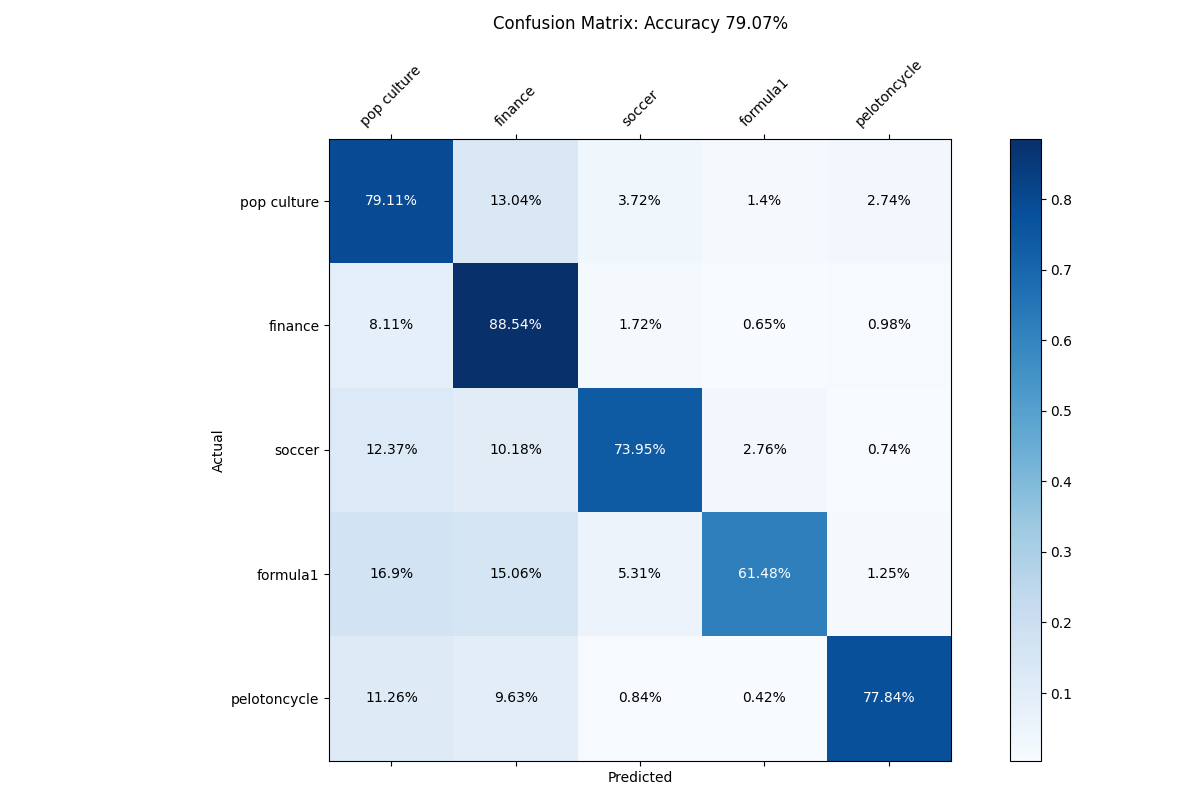 Confusion Matrix: Accuracy 79.07%
pop culture finance soccer formula1 pelotoncycle
pop culture 79.11% 13.04% 3.72% 1.4% 2.74%
finance 8.11% 88.54% 1.72% 0.65% 0.98%
soccer 12.37% 10.18% 73.95% 2.76% 0.74%
formula1 16.9% 15.06% 5.31% 61.48% 1.25%
pelotoncycle 11.26% 9.63% 0.84% 0.42% 77.84%
Actual
Predicted
0.8
0.7
0.6
0.5
0.4
0.3
0.2
0.1